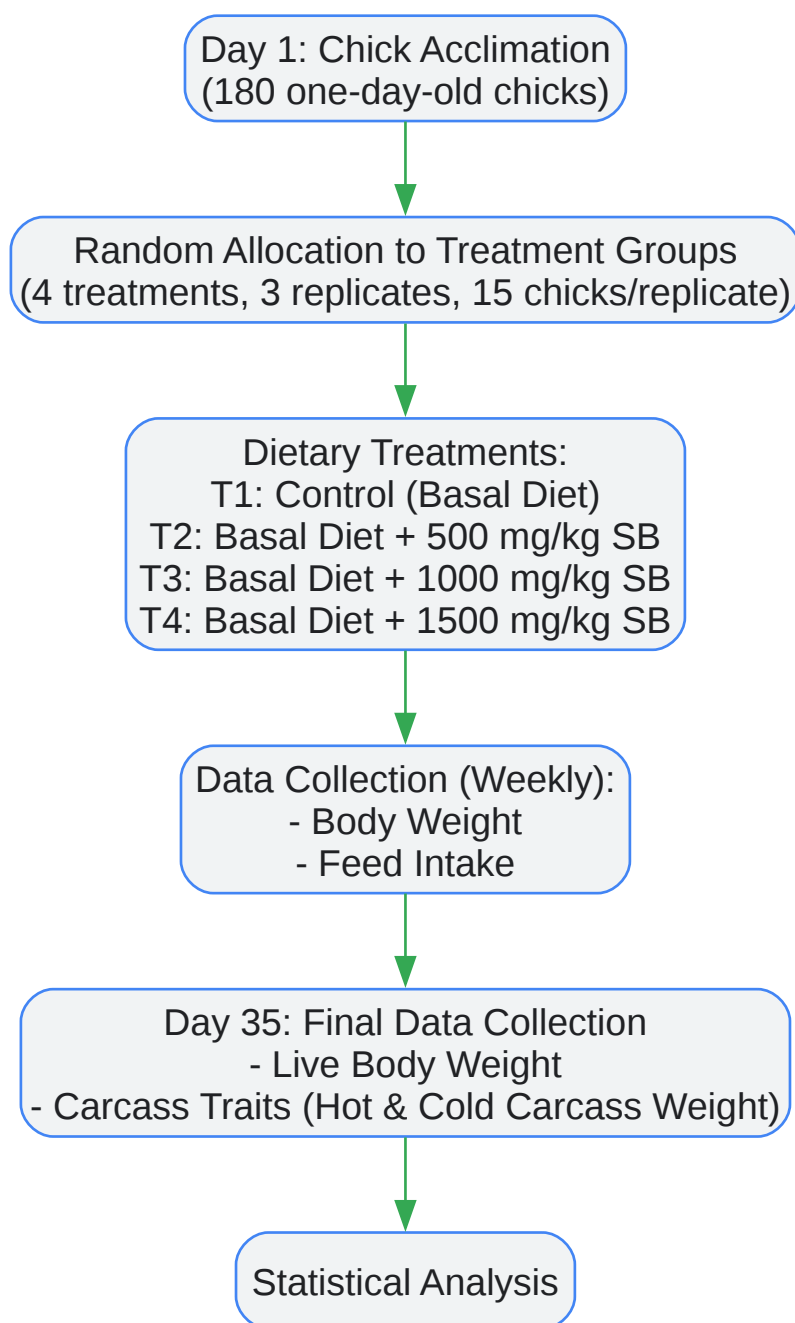 Day 1: Chick Acclimation
(180 one-day-old chicks)
Random Allocation to Treatment Groups
(4 treatments, 3 replicates, 15 chicks/replicate)
Dietary Treatments:
T1: Control (Basal Diet)
T2: Basal Diet + 500 mg/kg SB
T3: Basal Diet + 1000 mg/kg SB
T4: Basal Diet + 1500 mg/kg SB
Data Collection (Weekly):
- Body Weight
- Feed Intake
Day 35: Final Data Collection
- Live Body Weight
- Carcass Traits (Hot & Cold Carcass Weight)
Statistical Analysis